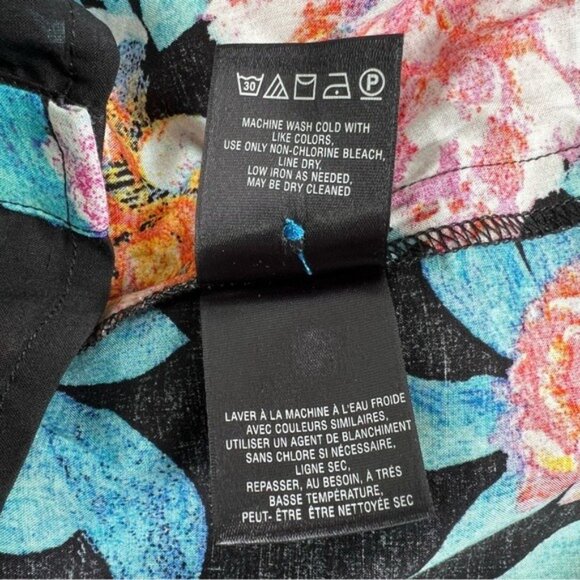 30 P
MACHINE WASH COLD WITH
LIKE COLORS,
USE ONLY NON-CHLORINE BLEACH,
LINE DRY,
LOW IRON AS NEEDED,
MAY BE DRY CLEANED
LAVER À LA MACHINE À L'EAU FROIDE
AVEC COULEURS SIMILAIRES,
UTILISER UN AGENT DE BLANCHIMENT
SANS CHLORE SI NÉCESSAIRE,
LIGNE SEC,
REPASSER, AU BESOIN, À TRÈS
BASSE TEMPÉRATURE,
PEUT- ÊTRE ÊTRE NETTOYÉE SEC